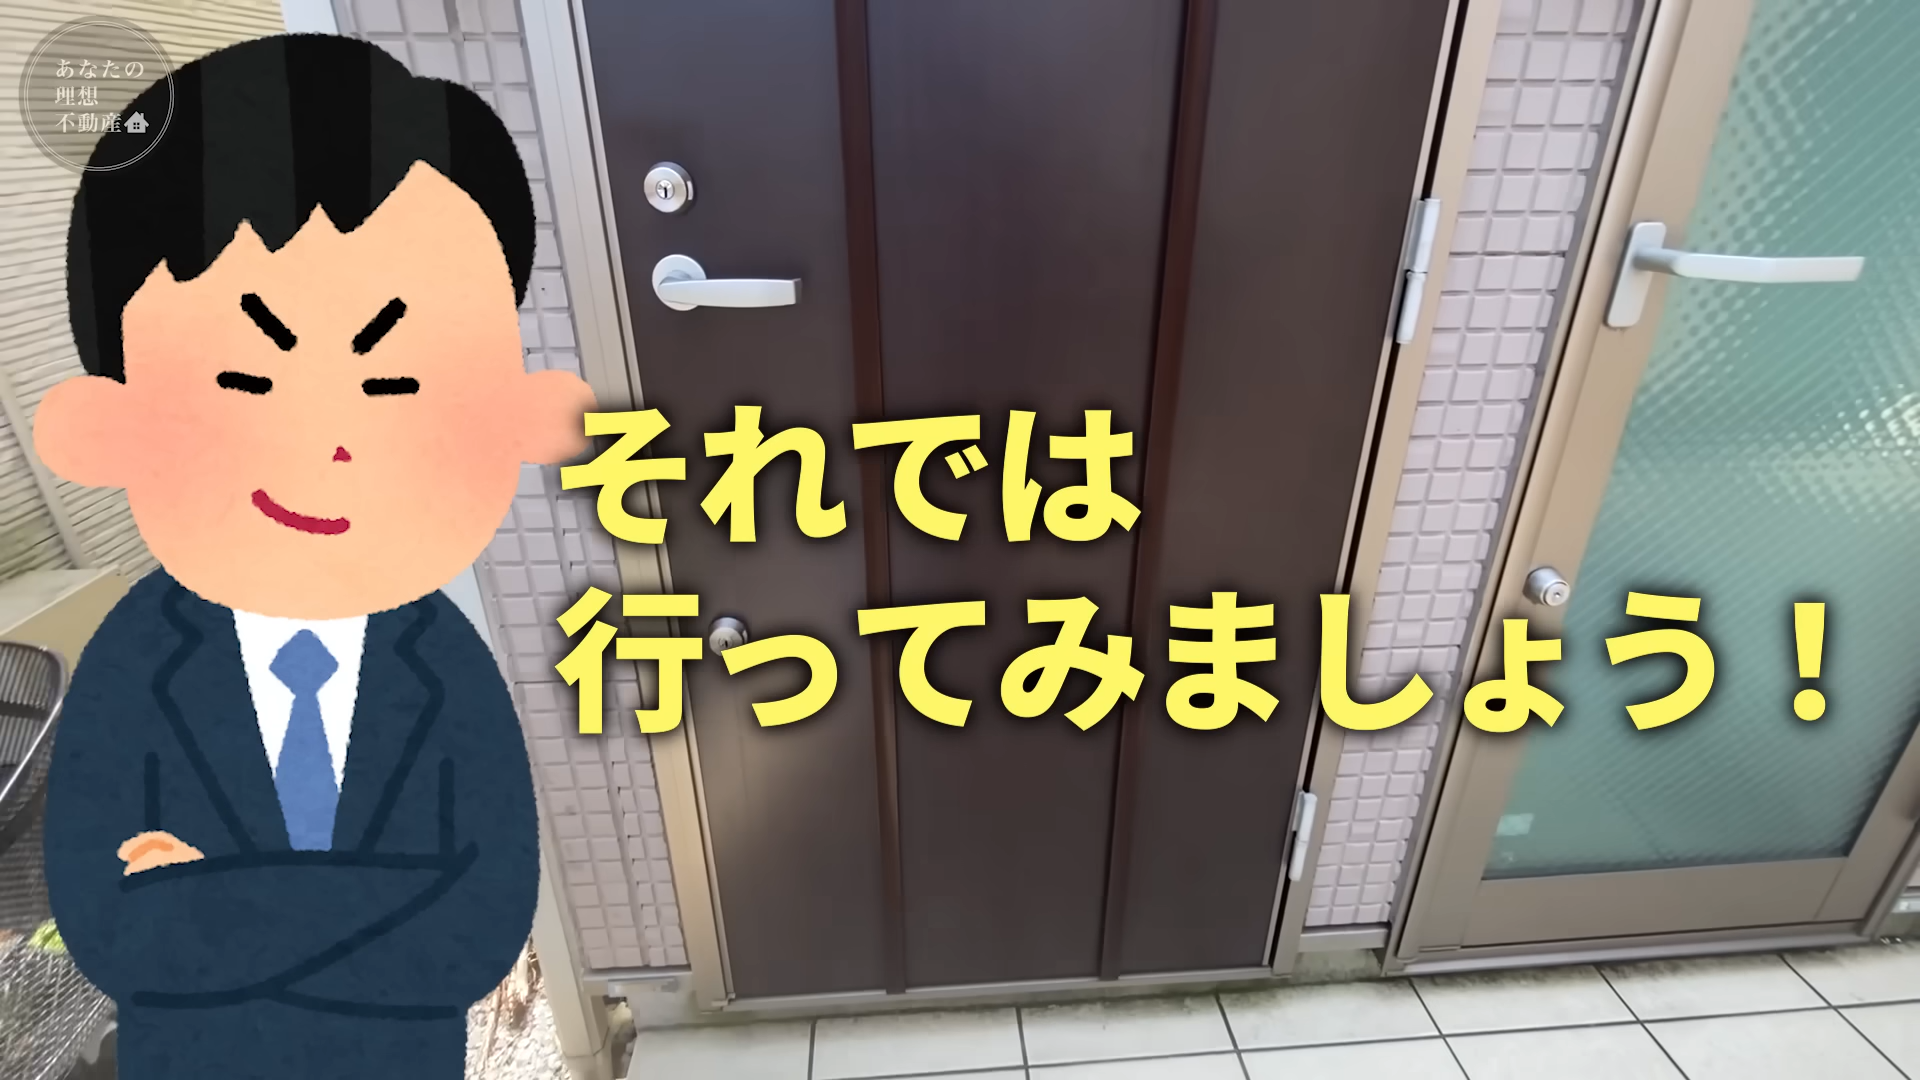 あなたの
理想
不動産
それでは
行ってみましょう！